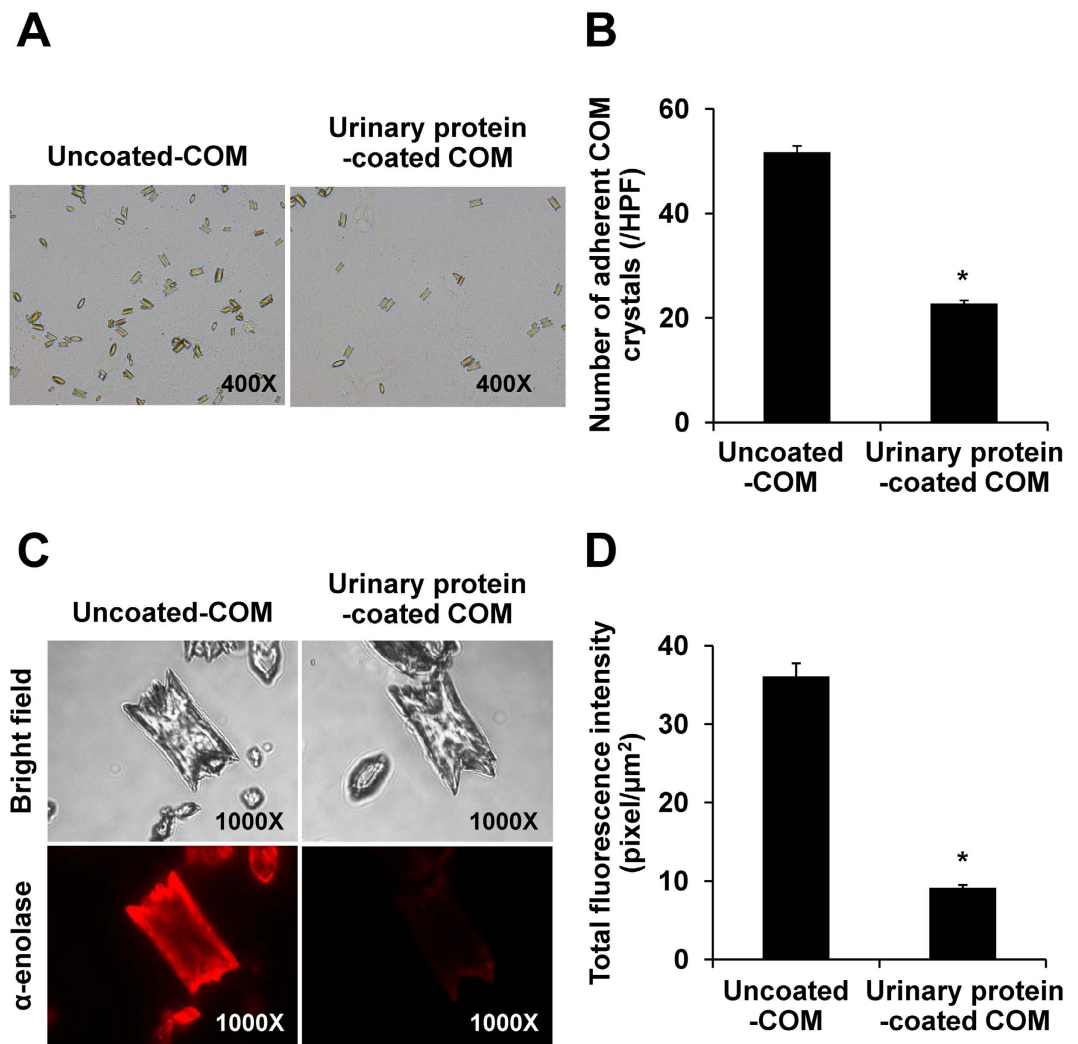 A
Uncoated-COM
Urinary protein
-coated COM
400X
400X
B
Number of adherent COM
crystals (/HPF)
60
40
20
0
*
Uncoated
-COM
Urinary protein
-coated COM
C
Uncoated-COM
Urinary protein
-coated COM
Bright field
1000X
1000X
α-enolase
1000X
1000X
D
Total fluorescence intensity
(pixel/µm²)
40
30
20
10
0
*
Uncoated
-COM
Urinary protein
-coated COM